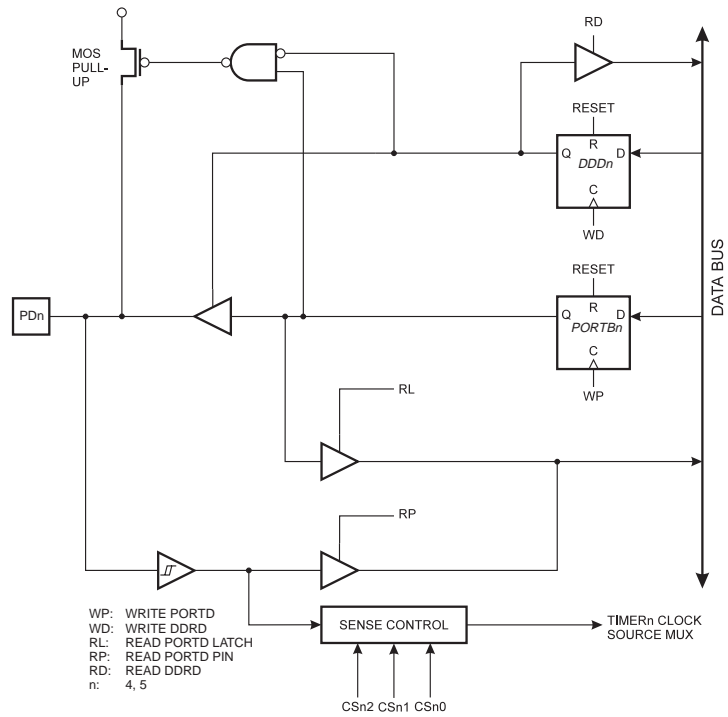 RD
MOS
PULL-
UP
RESET
R
Q
D
DDDn
C
WD
DATA BUS
RESET
PDn
R
Q
D
PORTBn
C
WP
RL
RP
WP: WRITE PORTD
WD: WRITE DDRD
RL: READ PORTD LATCH
RP: READ PORTD PIN
RD: READ DDRD
n: 4, 5
SENSE CONTROL
TIMERn CLOCK
SOURCE MUX
CSn2 CSn1 CSn0